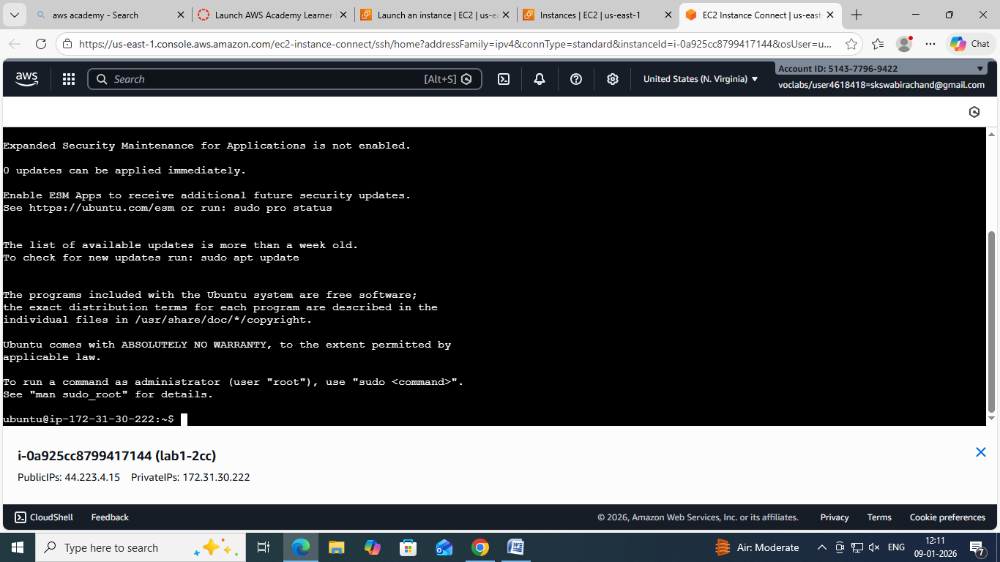 aws academy - Search
Launch AWS Academy Learner
Launch an instance | EC2 | us-ea
Instances | EC2 | us-east-1
EC2 Instance Connect | us-east-
https://us-east-1.console.aws.amazon.com/ec2-instance-connect/ssh/home?addressFamily=ipv4&connType=standard&instanceId=i-0a925cc8799417144&osUser=u...
Chat
aws
Search
[Alt+S]
United States (N. Virginia)
Account ID: 5143-7796-9422
voclabs/user4618418=skswabirachand@gmail.com
Expanded Security Maintenance for Applications is not enabled.
0 updates can be applied immediately.
Enable ESM Apps to receive additional future security updates.
See https://ubuntu.com/esm or run: sudo pro status
The list of available updates is more than a week old.
To check for new updates run: sudo apt update
The programs included with the Ubuntu system are free software;
the exact distribution terms for each program are described in the
individual files in /usr/share/doc/*/copyright.
Ubuntu comes with ABSOLUTELY NO WARRANTY, to the extent permitted by
applicable law.
To run a command as administrator (user "root"), use "sudo <command>".
See "man sudo_root" for details.
ubuntu@ip-172-31-30-222:~$
i-0a925cc8799417144 (lab1-2cc)
PublicIPs: 44.223.4.15 PrivateIPs: 172.31.30.222
CloudShell
Feedback
© 2026, Amazon Web Services, Inc. or its affiliates.
Privacy
Terms
Cookie preferences
Type here to search
Air: Moderate
ENG
12:11
09-01-2026
7